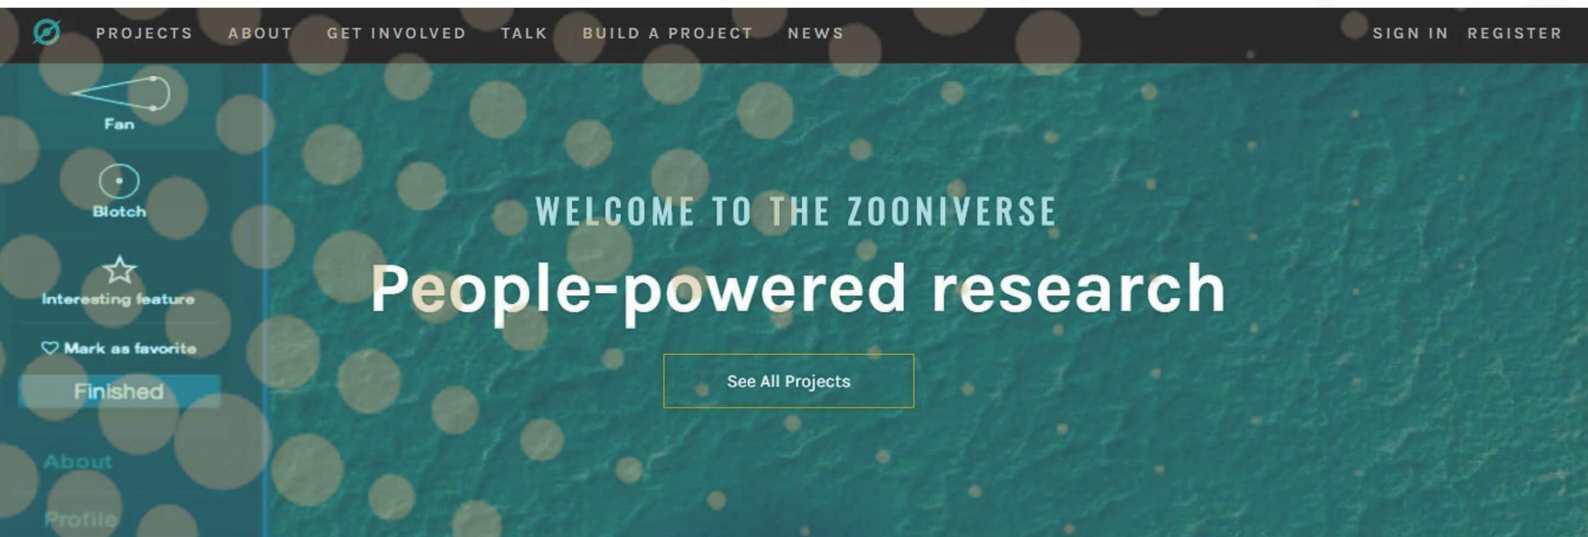 PROJECTS ABOUT GET INVOLVED TALK BUILD A PROJECT NEWS SIGN IN REGISTER
Fan
Blotch
Interesting feature
Mark as favorite
Finished
About
Profile
WELCOME TO THE ZOONIVERSE
People-powered research
See All Projects